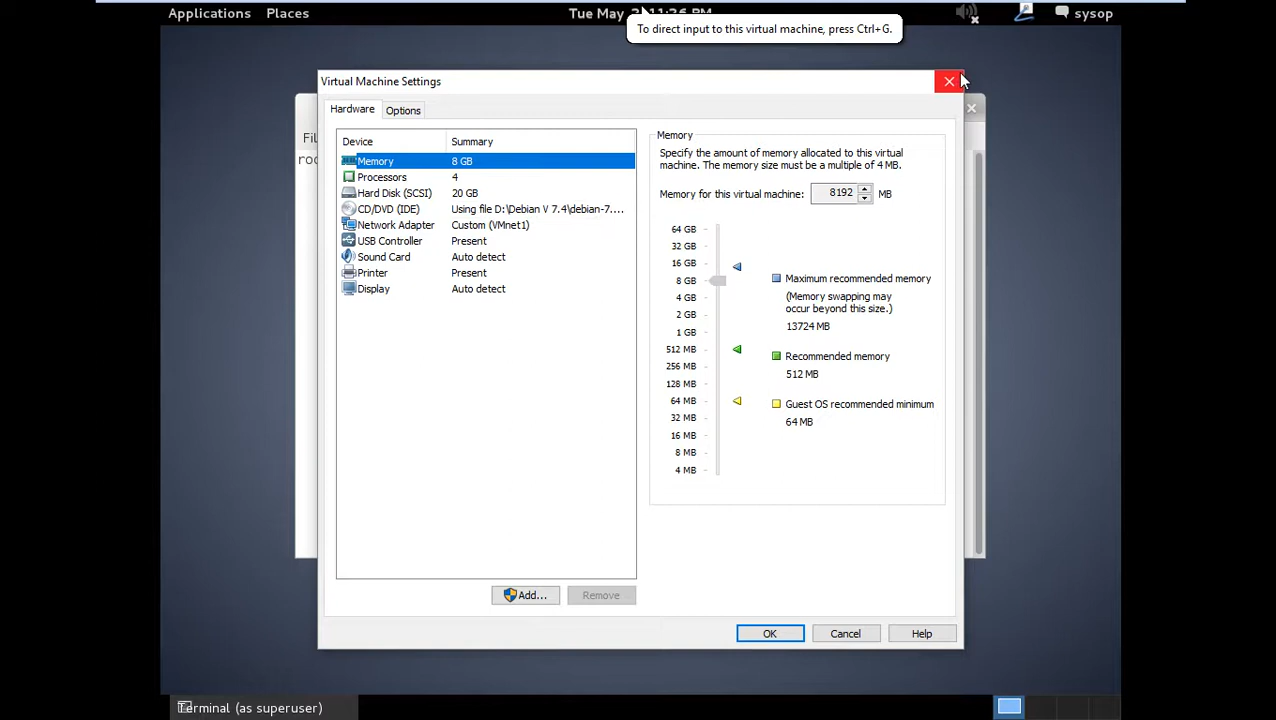 Applications Places Tue May 11:26 PM sysop
To direct input to this virtual machine, press Ctrl+G.
Virtual Machine Settings
Fil
roo
Hardware Options
Device Summary
Memory 8 GB
Processors 4
Hard Disk (SCSI) 20 GB
CD/DVD (IDE) Using file D:\Debian V 7.4\debian-7....
Network Adapter Custom (VMnet1)
USB Controller Present
Sound Card Auto detect
Printer Present
Display Auto detect
Add... Remove
Memory
Specify the amount of memory allocated to this virtual
machine. The memory size must be a multiple of 4 MB.
Memory for this virtual machine: 8192 MB
64 GB
32 GB
16 GB
8 GB
4 GB
2 GB
1 GB
512 MB
256 MB
128 MB
64 MB
32 MB
16 MB
8 MB
4 MB
Maximum recommended memory
(Memory swapping may
occur beyond this size.)
13724 MB
Recommended memory
512 MB
Guest OS recommended minimum
64 MB
OK Cancel Help
Terminal (as superuser)